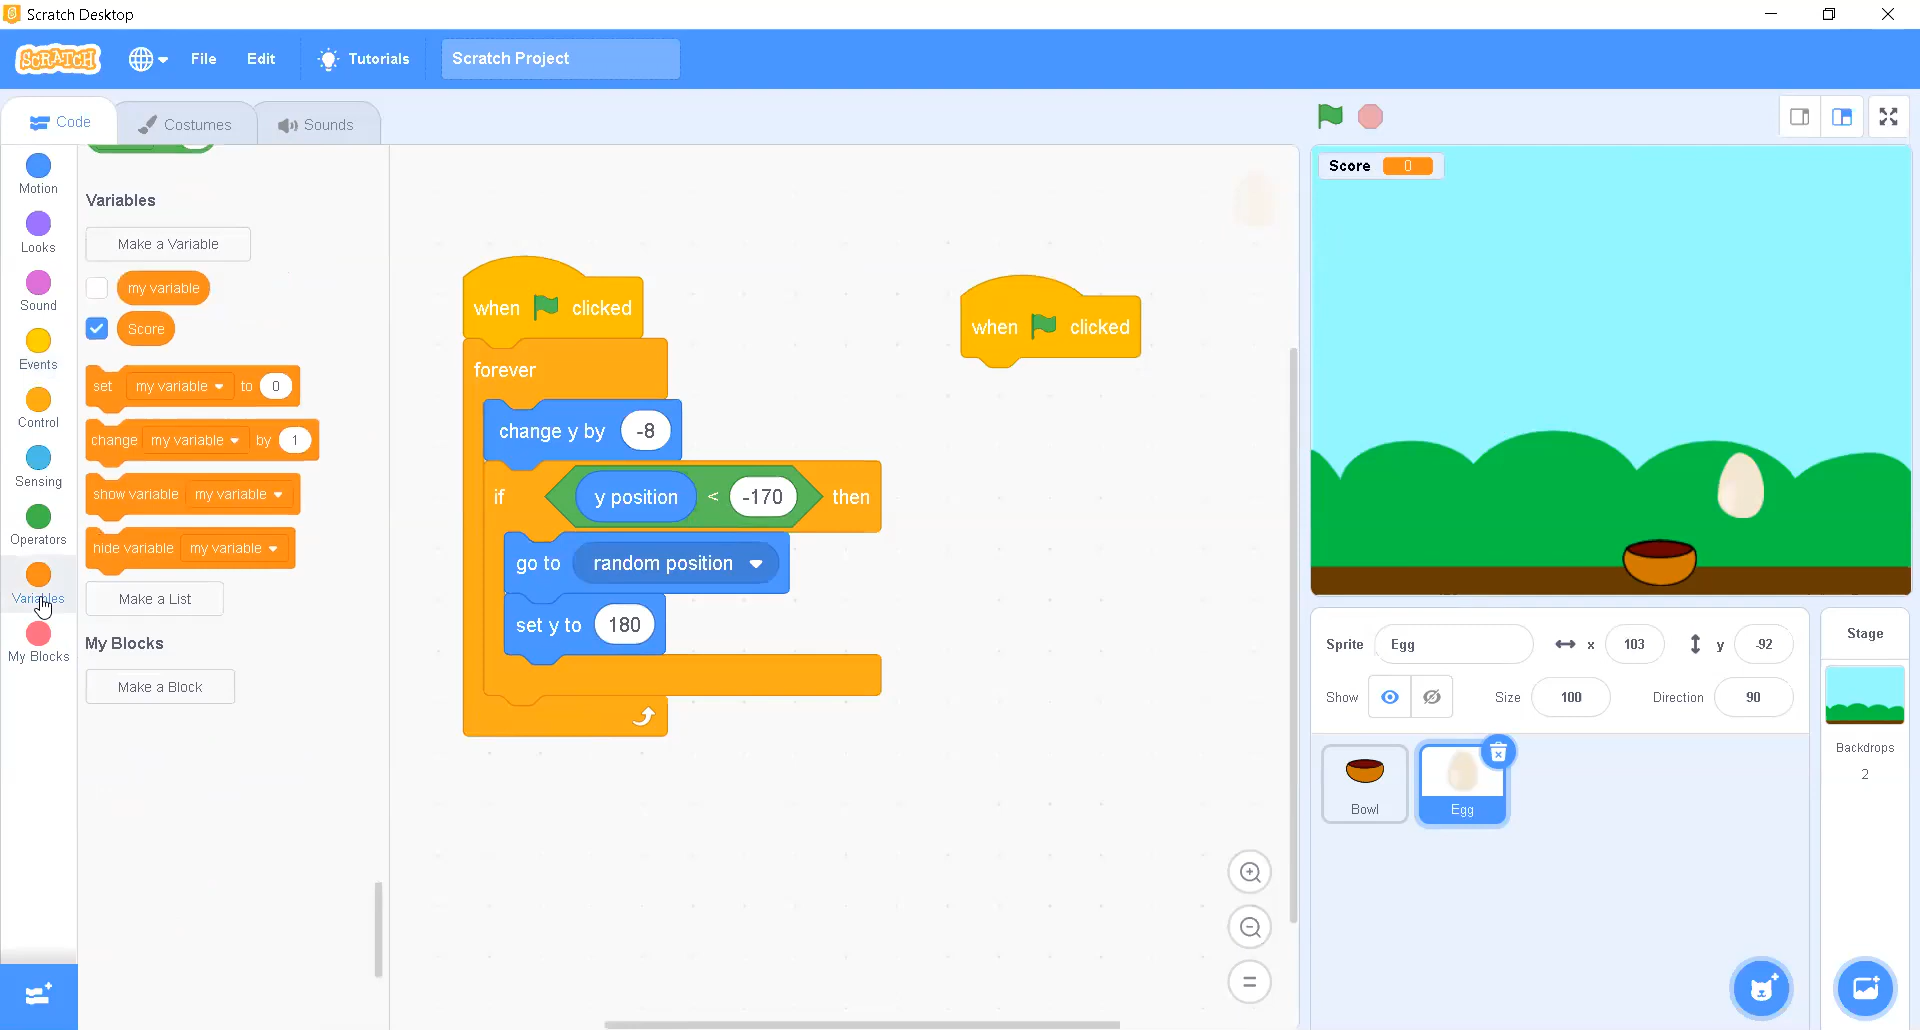 Scratch Desktop
SCRATCH
File
Edit
Tutorials
Scratch Project
Code
Costumes
Sounds
Motion
Looks
Sound
Events
Control
Sensing
Operators
Variables
My Blocks
Variables
Make a Variable
my variable
Score
set my variable to 0
change my variable by 1
show variable my variable
hide variable my variable
Make a List
My Blocks
Make a Block
when clicked
forever
change y by -8
if y position < -170 then
go to random position
set y to 180
when clicked
Score 0
Sprite Egg x 103 y -92
Show Size 100 Direction 90
Bowl
Egg
Stage
Backdrops
2